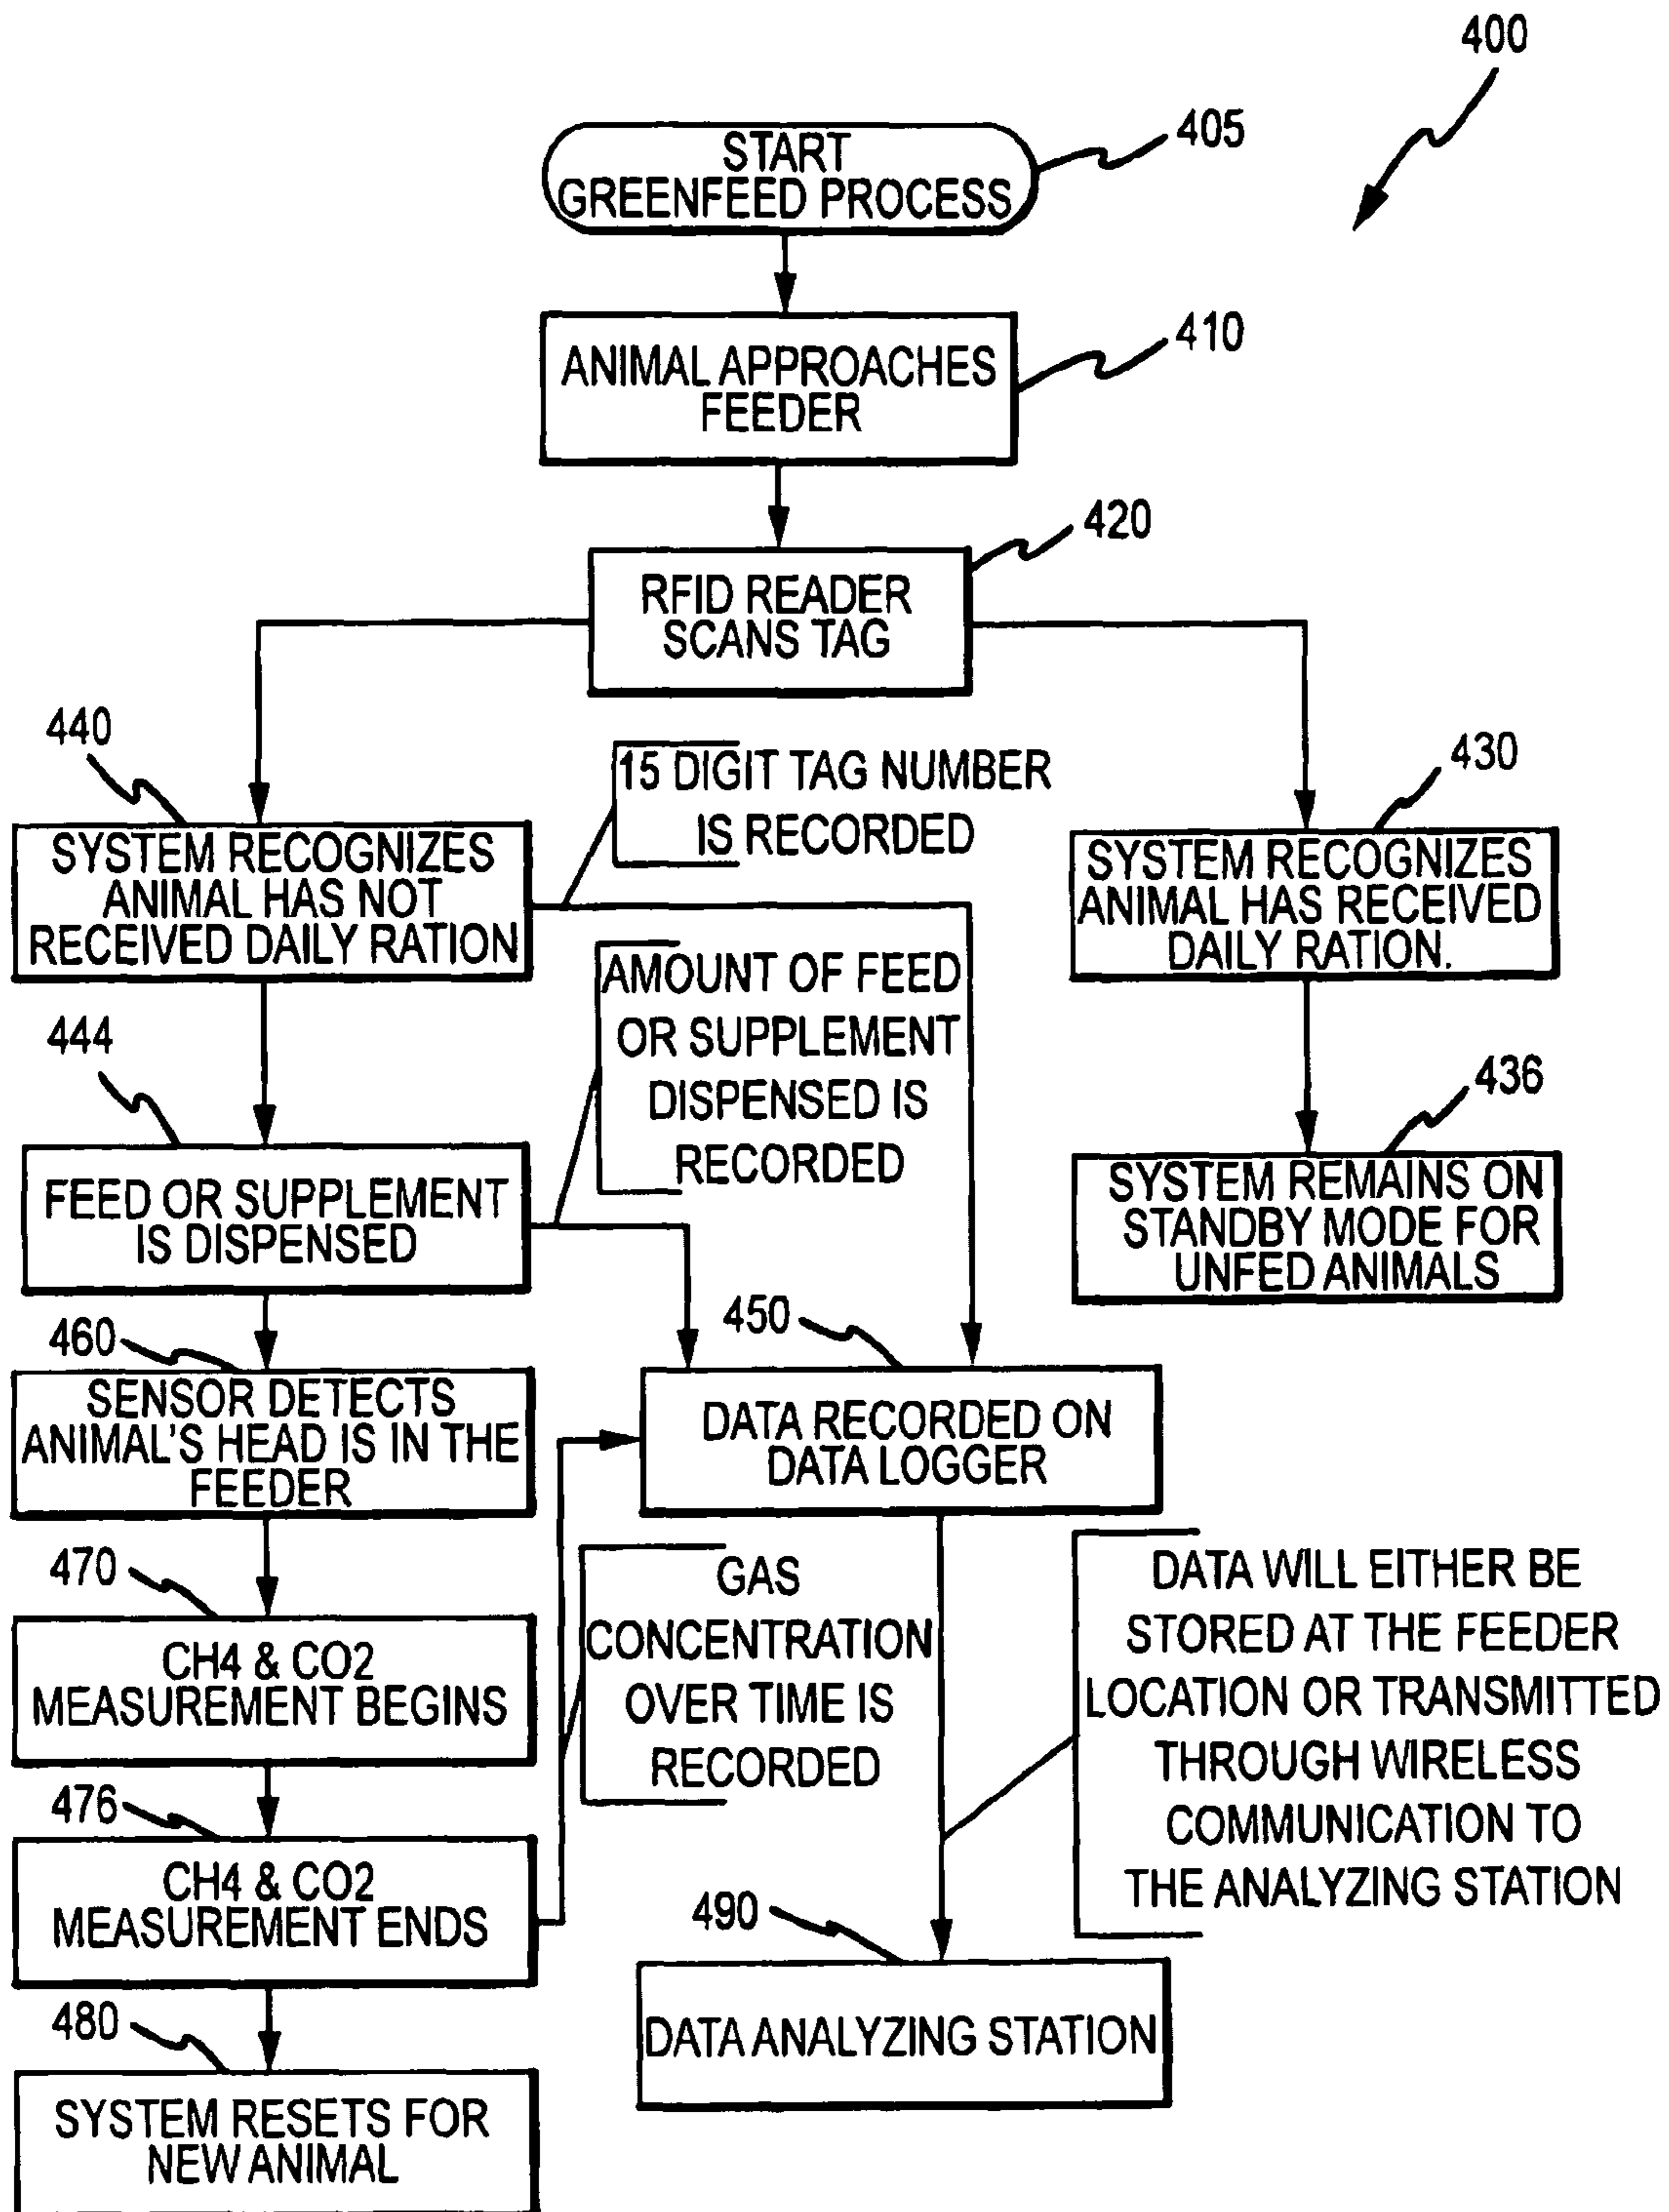 400
START
GREENFEED PROCESS
405
ANIMAL APPROACHES
FEEDER
410
RFID READER
SCANS TAG
420
440
SYSTEM RECOGNIZES
ANIMAL HAS NOT
RECEIVED DAILY RATION
15 DIGIT TAG NUMBER
IS RECORDED
430
SYSTEM RECOGNIZES
ANIMAL HAS RECEIVED
DAILY RATION.
444
FEED OR SUPPLEMENT
IS DISPENSED
AMOUNT OF FEED
OR SUPPLEMENT
DISPENSED IS
RECORDED
436
SYSTEM REMAINS ON
STANDBY MODE FOR
UNFED ANIMALS
460
SENSOR DETECTS
ANIMAL'S HEAD IS IN THE
FEEDER
450
DATA RECORDED ON
DATA LOGGER
470
CH4 & CO2
MEASUREMENT BEGINS
GAS
CONCENTRATION
OVER TIME IS
RECORDED
DATA WILL EITHER BE
STORED AT THE FEEDER
LOCATION OR TRANSMITTED
THROUGH WIRELESS
COMMUNICATION TO
THE ANALYZING STATION
476
CH4 & CO2
MEASUREMENT ENDS
490
DATA ANALYZING STATION
480
SYSTEM RESETS FOR
NEW ANIMAL